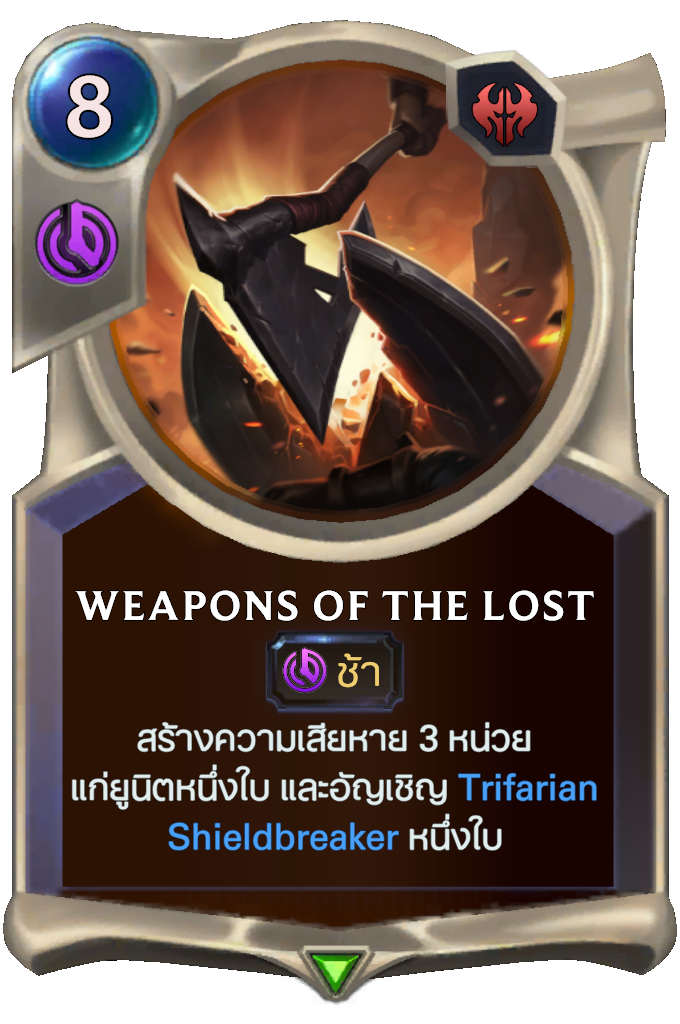 8
WEAPONS OF THE LOST
ช้า
สร้างความเสียหาย 3 หน่วย
แก่ยูนิตหนึ่งใบ และอัญเชิญ Trifarian
Shieldbreaker หนึ่งใบ